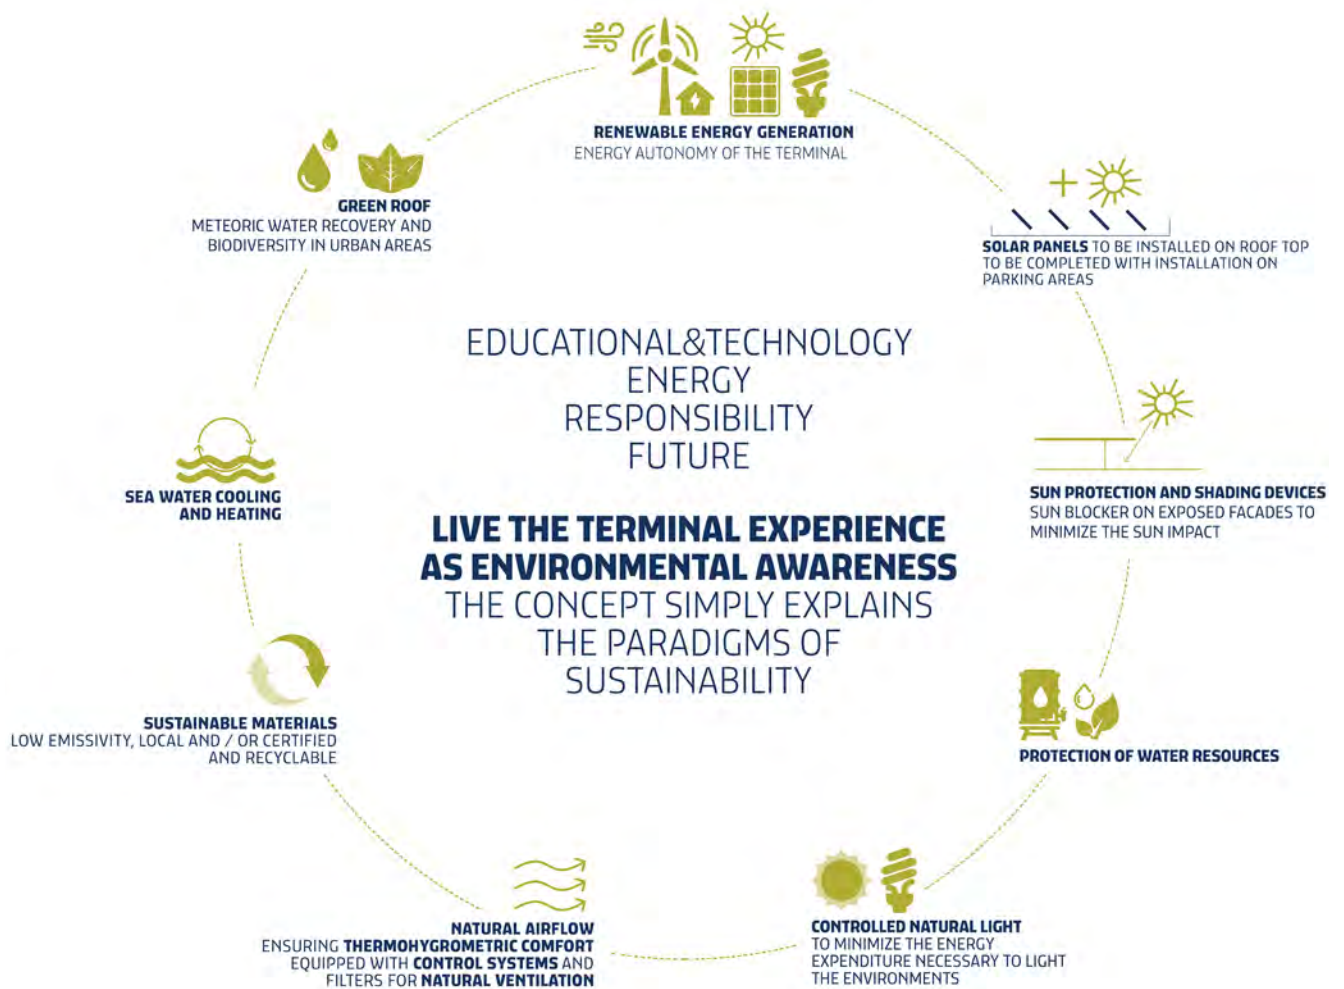 RENEWABLE ENERGY GENERATION
ENERGY AUTONOMY OF THE TERMINAL
GREEN ROOF
METEORIC WATER RECOVERY AND
BIODIVERSITY IN URBAN AREAS
SOLAR PANELS TO BE INSTALLED ON ROOF TOP
TO BE COMPLETED WITH INSTALLATION ON
PARKING AREAS
EDUCATIONAL&TECHNOLOGY
ENERGY
RESPONSIBILITY
FUTURE
LIVE THE TERMINAL EXPERIENCE
AS ENVIRONMENTAL AWARENESS
THE CONCEPT SIMPLY EXPLAINS
THE PARADIGMS OF
SUSTAINABILITY
SEA WATER COOLING
AND HEATING
SUN PROTECTION AND SHADING DEVICES
SUN BLOCKER ON EXPOSED FACADES TO
MINIMIZE THE SUN IMPACT
SUSTAINABLE MATERIALS
LOW EMISSIVITY, LOCAL AND / OR CERTIFIED
AND RECYCLABLE
PROTECTION OF WATER RESOURCES
NATURAL AIRFLOW
ENSURING THERMOHYGROMETRIC COMFORT
EQUIPPED WITH CONTROL SYSTEMS AND
FILTERS FOR NATURAL VENTILATION
CONTROLLED NATURAL LIGHT
TO MINIMIZE THE ENERGY
EXPENDITURE NECESSARY TO LIGHT
THE ENVIRONMENTS